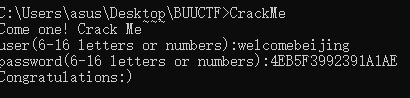 C:\Users\asus\Desktop\BUUCTF>CrackMe
Come one! Crack Me~~~
user(6-16 letters or numbers):welcomebeijing
password(6-16 letters or numbers):4EB5F3992391A1AE
Congratulations:)